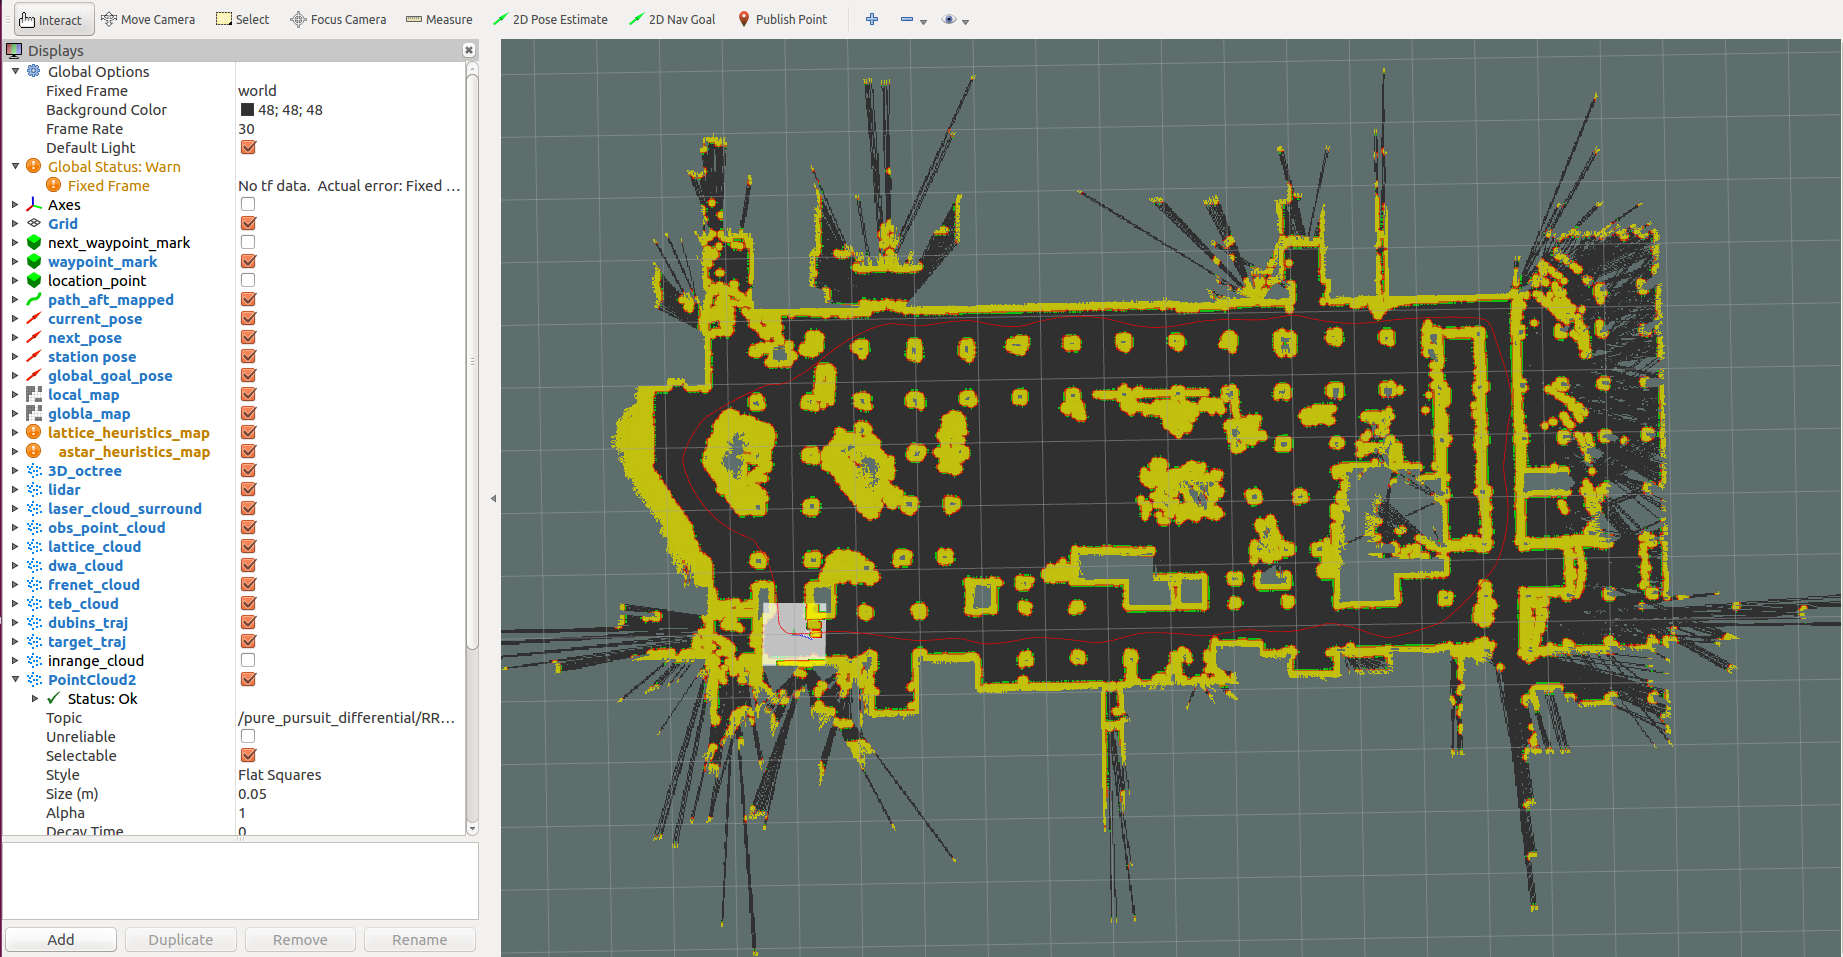 Interact Move Camera Select Focus Camera Measure 2D Pose Estimate 2D Nav Goal Publish Point
Displays
Global Options
Fixed Frame world
Background Color 48; 48; 48
Frame Rate 30
Default Light
Global Status: Warn
Fixed Frame No tf data. Actual error: Fixed ...
Axes
Grid
next_waypoint_mark
waypoint_mark
location_point
path_aft_mapped
current_pose
next_pose
station pose
global_goal_pose
local_map
globla_map
lattice_heuristics_map
astar_heuristics_map
3D_octree
lidar
laser_cloud_surround
obs_point_cloud
lattice_cloud
dwa_cloud
frenet_cloud
teb_cloud
dubins_traj
target_traj
inrange_cloud
PointCloud2
Status: Ok
Topic /pure_pursuit_differential/RR...
Unreliable
Selectable
Style Flat Squares
Size (m) 0.05
Alpha 1
Decay Time 0
Add Duplicate Remove Rename